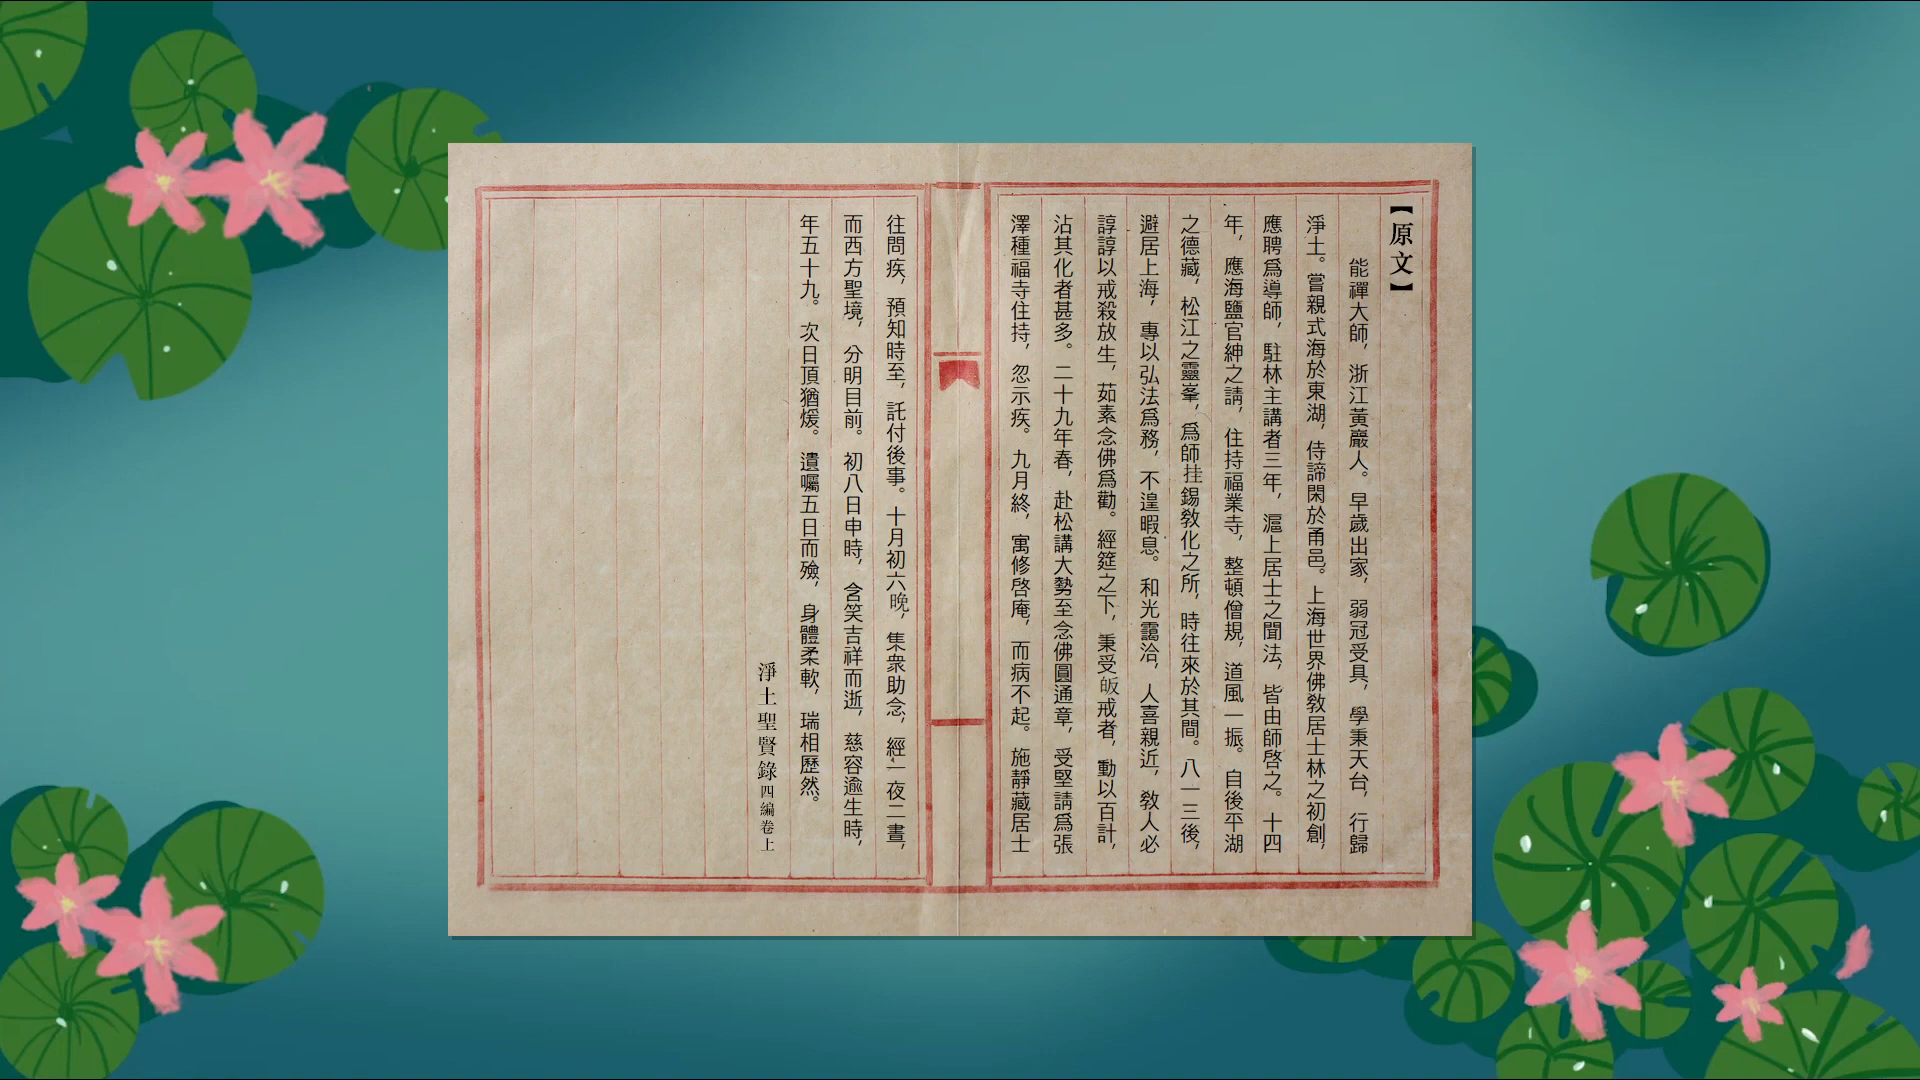 【原文】
能禪大師，浙江黃巖人。早歲出家，弱冠受具，學秉天台，行歸
淨土。嘗親式海於東湖，侍諦閑於甬邑。上海世界佛敎居士林之初創，
應聘爲導師，駐林主講者三年，滬上居士之聞法，皆由師啓之。十四
年，應海鹽官紳之請，住持福業寺，整頓僧規，道風一振。自後平湖
之德藏，松江之靈峯，爲師挂錫敎化之所，時往來於其間。八一三後，
避居上海，專以弘法爲務，不遑暇息。和光靄洽，人喜親近，敎人必
諄諄以戒殺放生，茹素念佛爲勸。經筵之下，秉受皈戒者，動以百計，
沾其化者甚多。二十九年春，赴松講大勢至念佛圓通章，受堅請爲張
澤種福寺住持，忽示疾。九月終，寓修啓庵，而病不起。施靜藏居士
往問疾，預知時至，託付後事。十月初六晚，集衆助念，經一夜二晝，
而西方聖境，分明目前。初八日申時，含笑吉祥而逝，慈容逾生時，
年五十九。次日頂猶煖。遺囑五日而殮，身體柔軟，瑞相歷然。
淨土聖賢錄四編卷上